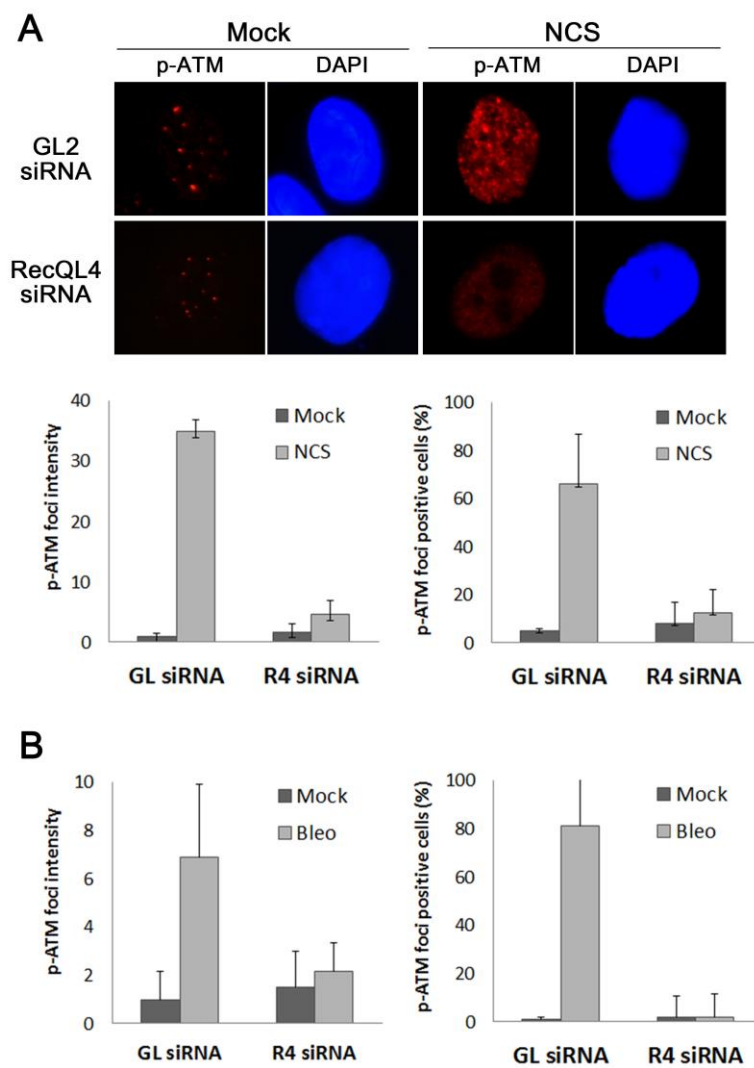 A
Mock NCS
p-ATM DAPI p-ATM DAPI
GL2
siRNA
RecQL4
siRNA
p-ATM foci intensity
40
30
20
10
0
Mock
NCS
GL siRNA R4 siRNA
p-ATM foci positive cells (%)
100
80
60
40
20
0
Mock
NCS
GL siRNA R4 siRNA
B
p-ATM foci intensity
10
8
6
4
2
0
Mock
Bleo
GL siRNA R4 siRNA
p-ATM foci positive cells (%)
100
80
60
40
20
0
Mock
Bleo
GL siRNA R4 siRNA